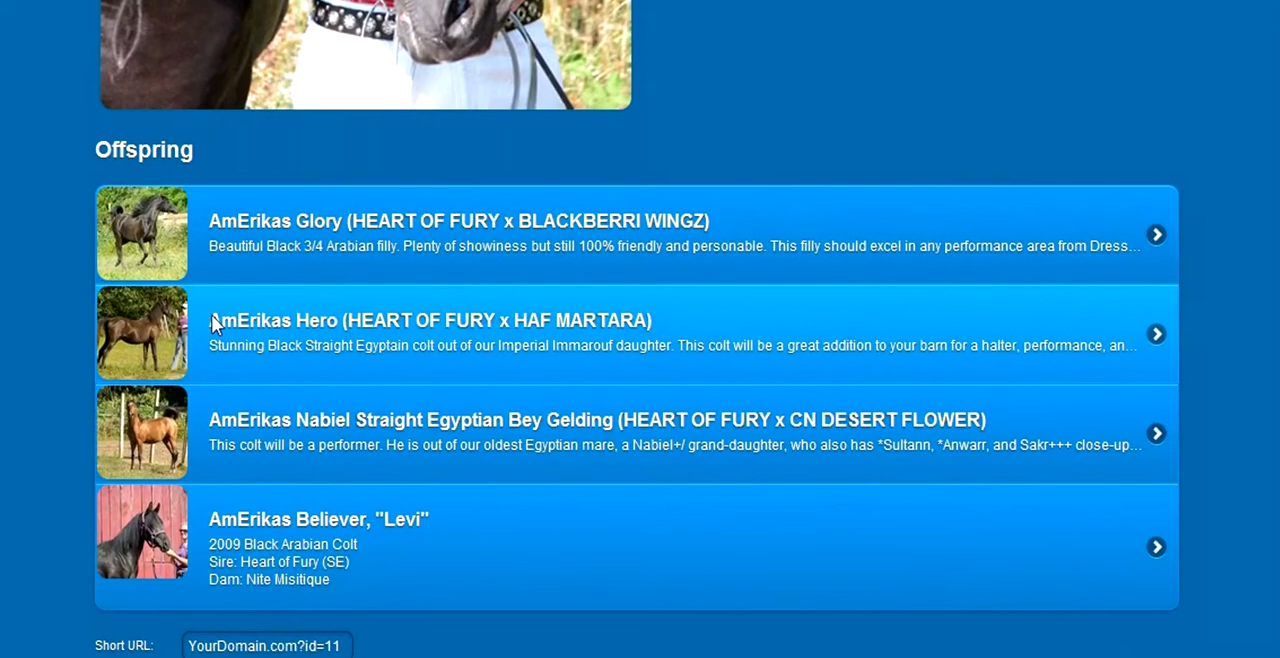 Offspring
AmErikas Glory (HEART OF FURY x BLACKBERRI WINGZ)
Beautiful Black 3/4 Arabian filly. Plenty of showiness but still 100% friendly and personable. This filly should excel in any performance area from Dress...
AmErikas Hero (HEART OF FURY x HAF MARTARA)
Stunning Black Straight Egyptain colt out of our Imperial Immarouf daughter. This colt will be a great addition to your barn for a halter, performance, an...
AmErikas Nabiel Straight Egyptian Bey Gelding (HEART OF FURY x CN DESERT FLOWER)
This colt will be a performer. He is out of our oldest Egyptian mare, a Nabiel+/ grand-daughter, who also has *Sultann, *Anwarr, and Sakr+++ close-up...
AmErikas Believer, "Levi"
2009 Black Arabian Colt
Sire: Heart of Fury (SE)
Dam: Nite Misitique
Short URL: YourDomain.com?id=11